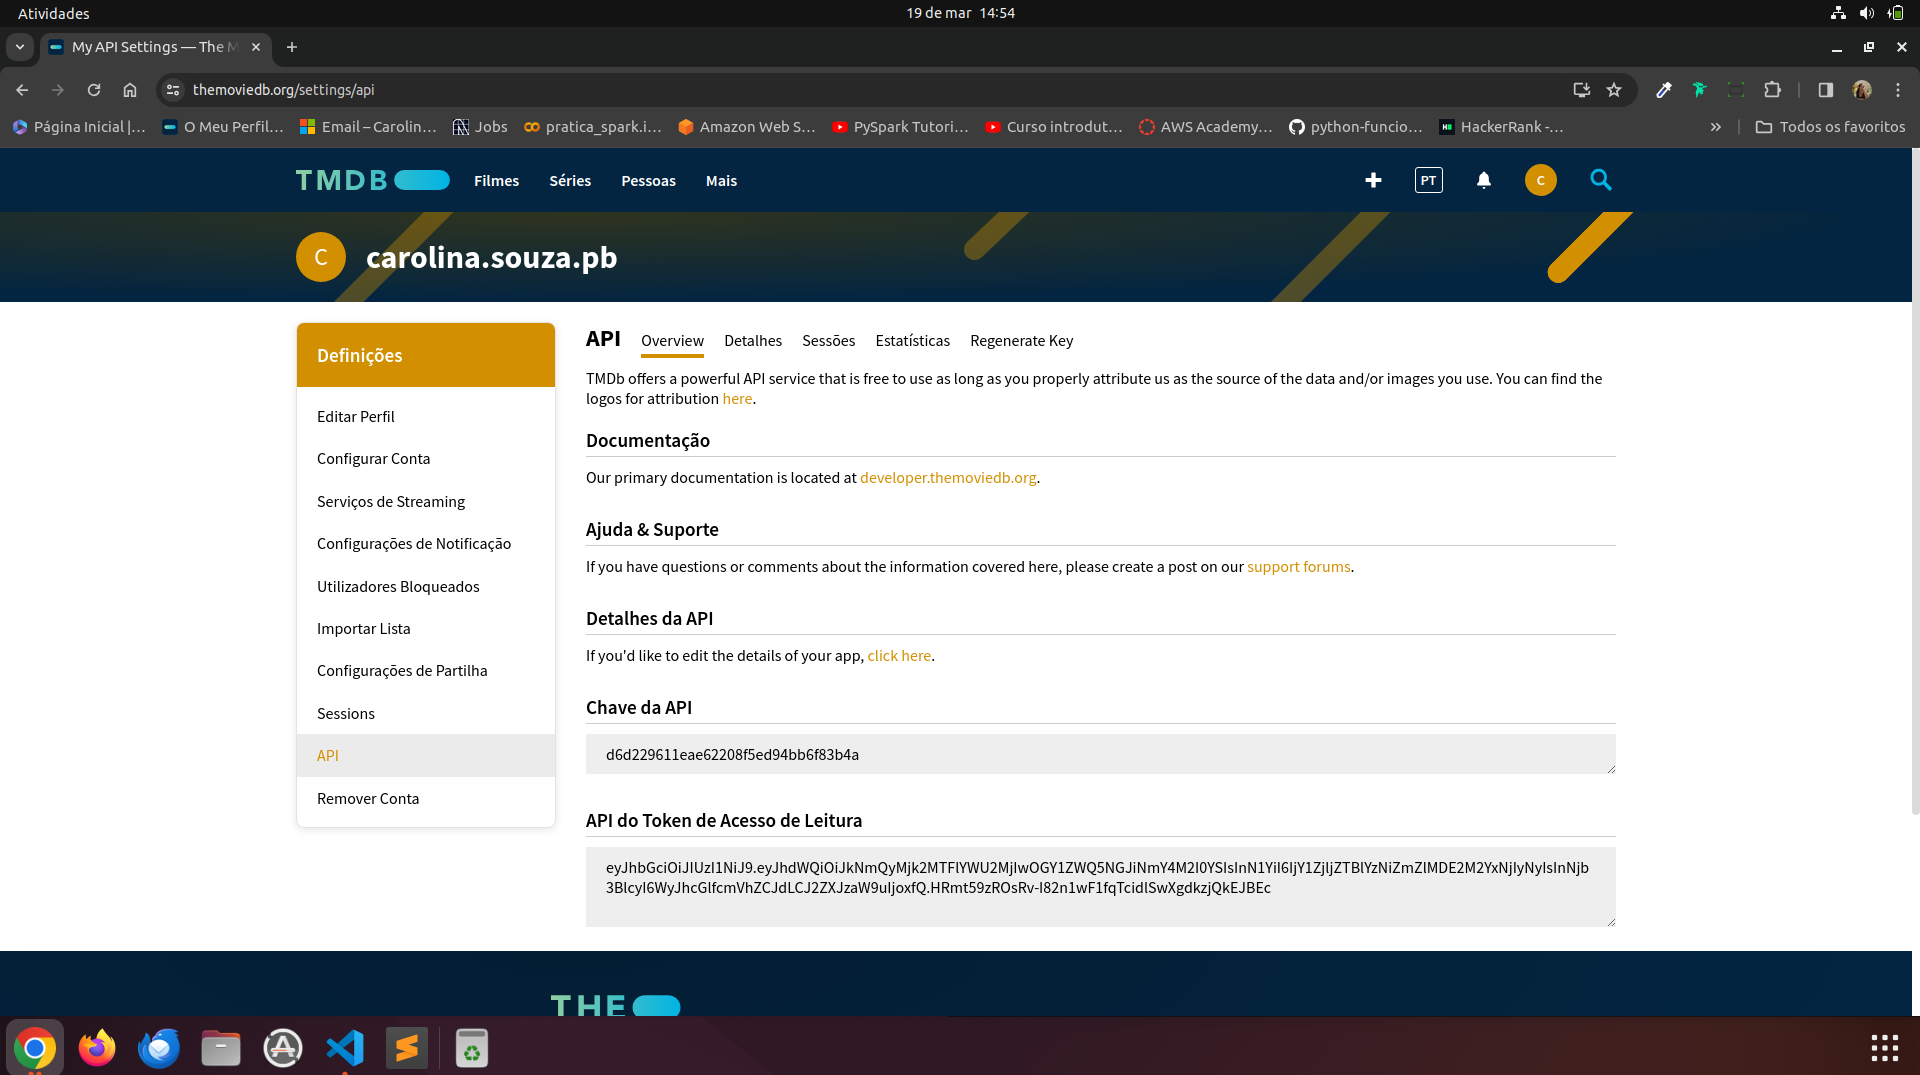 Atividades
19 de mar 14:54
My API Settings — The M
themoviedb.org/settings/api
Página Inicial |...
O Meu Perfil...
Email – Carolin...
Jobs
pratica_spark.i...
Amazon Web S...
PySpark Tutori...
Curso introdut...
AWS Academy...
python-funcio...
HackerRank -...
Todos os favoritos
TMDB
Filmes
Séries
Pessoas
Mais
PT
C
C
carolina.souza.pb
Definições
Editar Perfil
Configurar Conta
Serviços de Streaming
Configurações de Notificação
Utilizadores Bloqueados
Importar Lista
Configurações de Partilha
Sessions
API
Remover Conta
API
Overview
Detalhes
Sessões
Estatísticas
Regenerate Key
TMDb offers a powerful API service that is free to use as long as you properly attribute us as the source of the data and/or images you use. You can find the
logos for attribution here.
Documentação
Our primary documentation is located at developer.themoviedb.org.
Ajuda & Suporte
If you have questions or comments about the information covered here, please create a post on our support forums.
Detalhes da API
If you'd like to edit the details of your app, click here.
Chave da API
d6d229611eae62208f5ed94bb6f83b4a
API do Token de Acesso de Leitura
THE